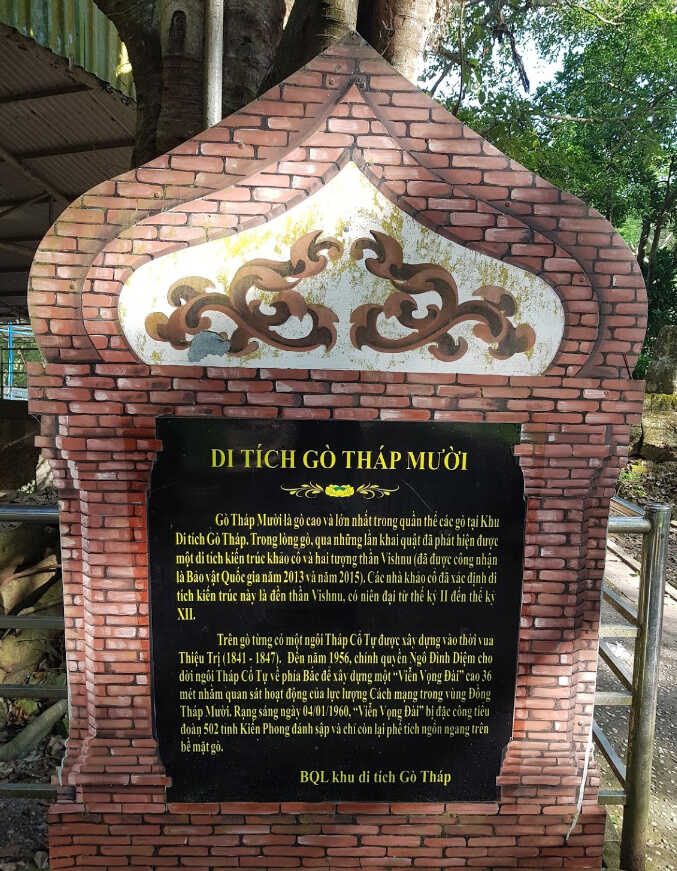 DI TÍCH GÒ THÁP MƯỜI
Gò Tháp Mười là gò cao và lớn nhất trong quần thể các gò tại Khu
Di tích Gò Tháp. Trong lòng gò, qua những lần khai quật đã phát hiện được
một di tích kiến trúc khảo cổ và hai tượng thần Vishnu (đã được công nhận
là Bảo vật Quốc gia năm 2013 và năm 2015). Các nhà khảo cổ đã xác định di
tích kiến trúc này là đền thần Vishnu, có niên đại từ thế kỷ II đến thế kỷ
XII.
Trên gò từng có một ngôi Tháp Cổ Tự được xây dựng vào thời vua
Thiệu Trị (1841 - 1847). Đến năm 1956, chính quyền Ngô Đình Diệm cho
dời ngôi Tháp Cổ Tự về phía Bắc để xây dựng một “Viễn Vọng Đài” cao 36
mét nhằm quan sát hoạt động của lực lượng Cách mạng trong vùng Đồng
Tháp Mười. Rạng sáng ngày 04/01/1960, “Viễn Vọng Đài” bị đặc công tiểu
đoàn 502 tỉnh Kiến Phong đánh sập và chỉ còn lại phế tích ngổn ngang trên
bề mặt gò.
BQL khu di tích Gò Tháp